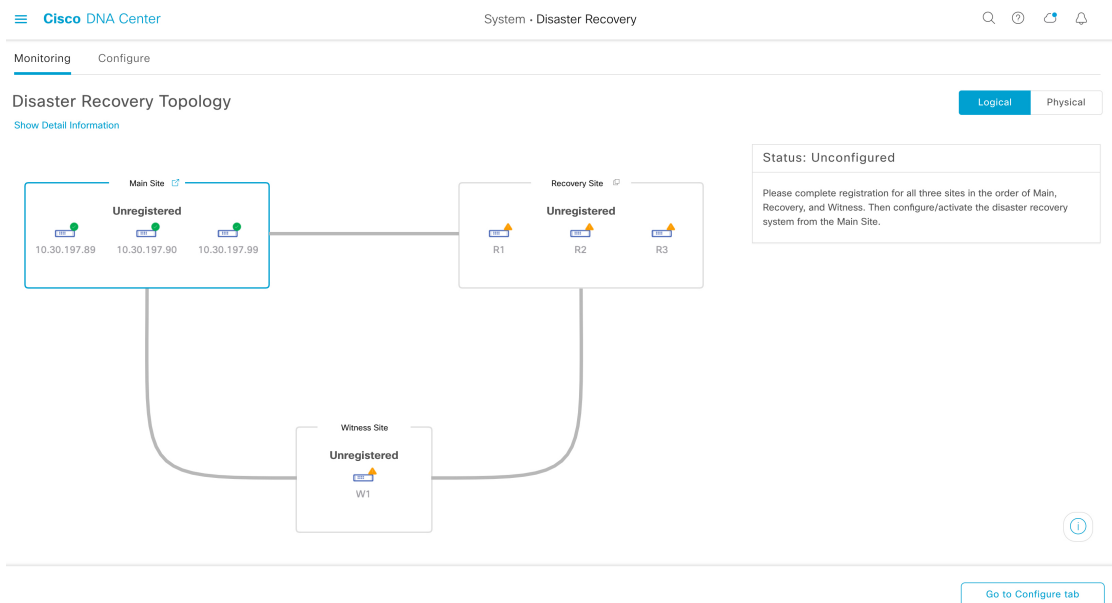 Cisco DNA Center
System · Disaster Recovery
Monitoring
Configure
Disaster Recovery Topology
Show Detail Information
Logical
Physical
Main Site
Unregistered
10.30.197.89
10.30.197.90
10.30.197.99
Recovery Site
Unregistered
R1
R2
R3
Status: Unconfigured
Please complete registration for all three sites in the order of Main,
Recovery, and Witness. Then configure/activate the disaster recovery
system from the Main Site.
Witness Site
Unregistered
W1
Go to Configure tab